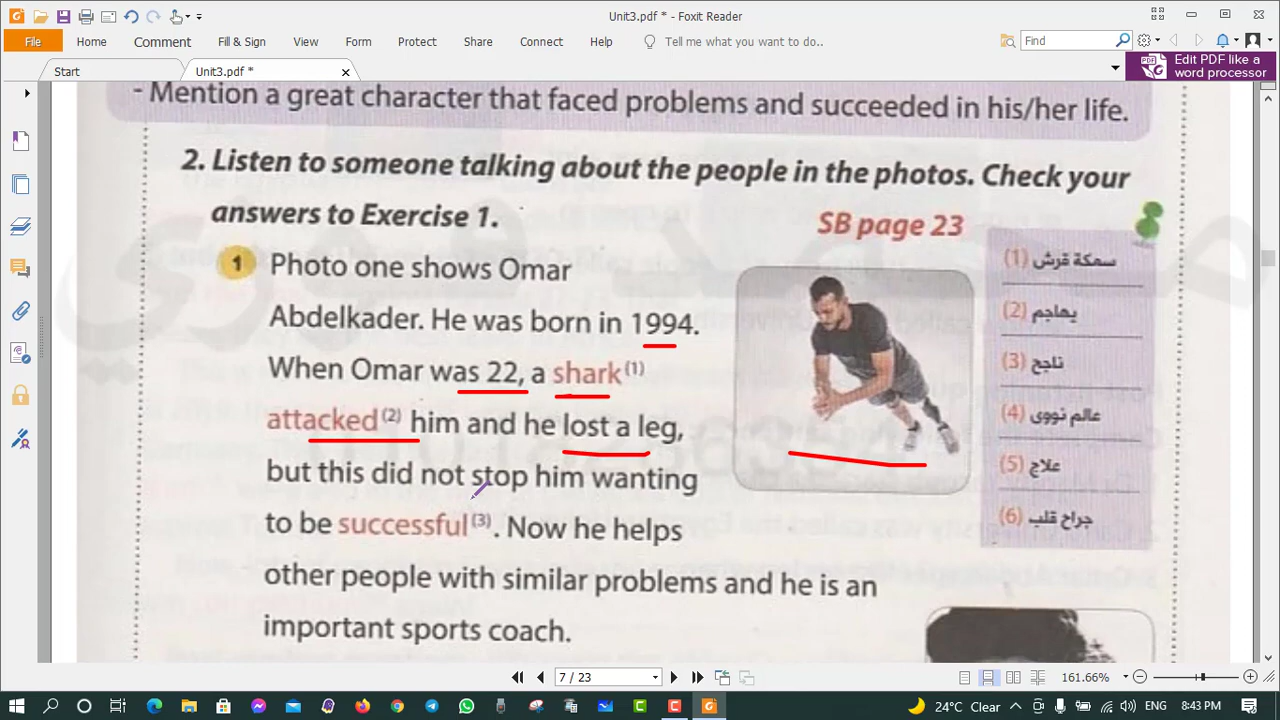 Unit3.pdf * - Foxit Reader
File Home Comment Fill & Sign View Form Protect Share Connect Help Tell me what you want to do.. Find
Start Unit3.pdf * Edit PDF like a
word processor
- Mention a great character that faced problems and succeeded in his/her life.
2. Listen to someone talking about the people in the photos. Check your
answers to Exercise 1.
SB page 23
1 Photo one shows Omar
Abdelkader. He was born in 1994.
When Omar was 22, a shark(1)
attacked(2) him and he lost a leg,
but this did not stop him wanting
to be successful(3). Now he helps
other people with similar problems and he is an
important sports coach.
(1) سمكة قرش
(2) يهاجم
(3) ناجح
(4) عالم نووى
(5) علاج
(6) جراح قلب
7 / 23 161.66%
24°C Clear ENG 8:43 PM